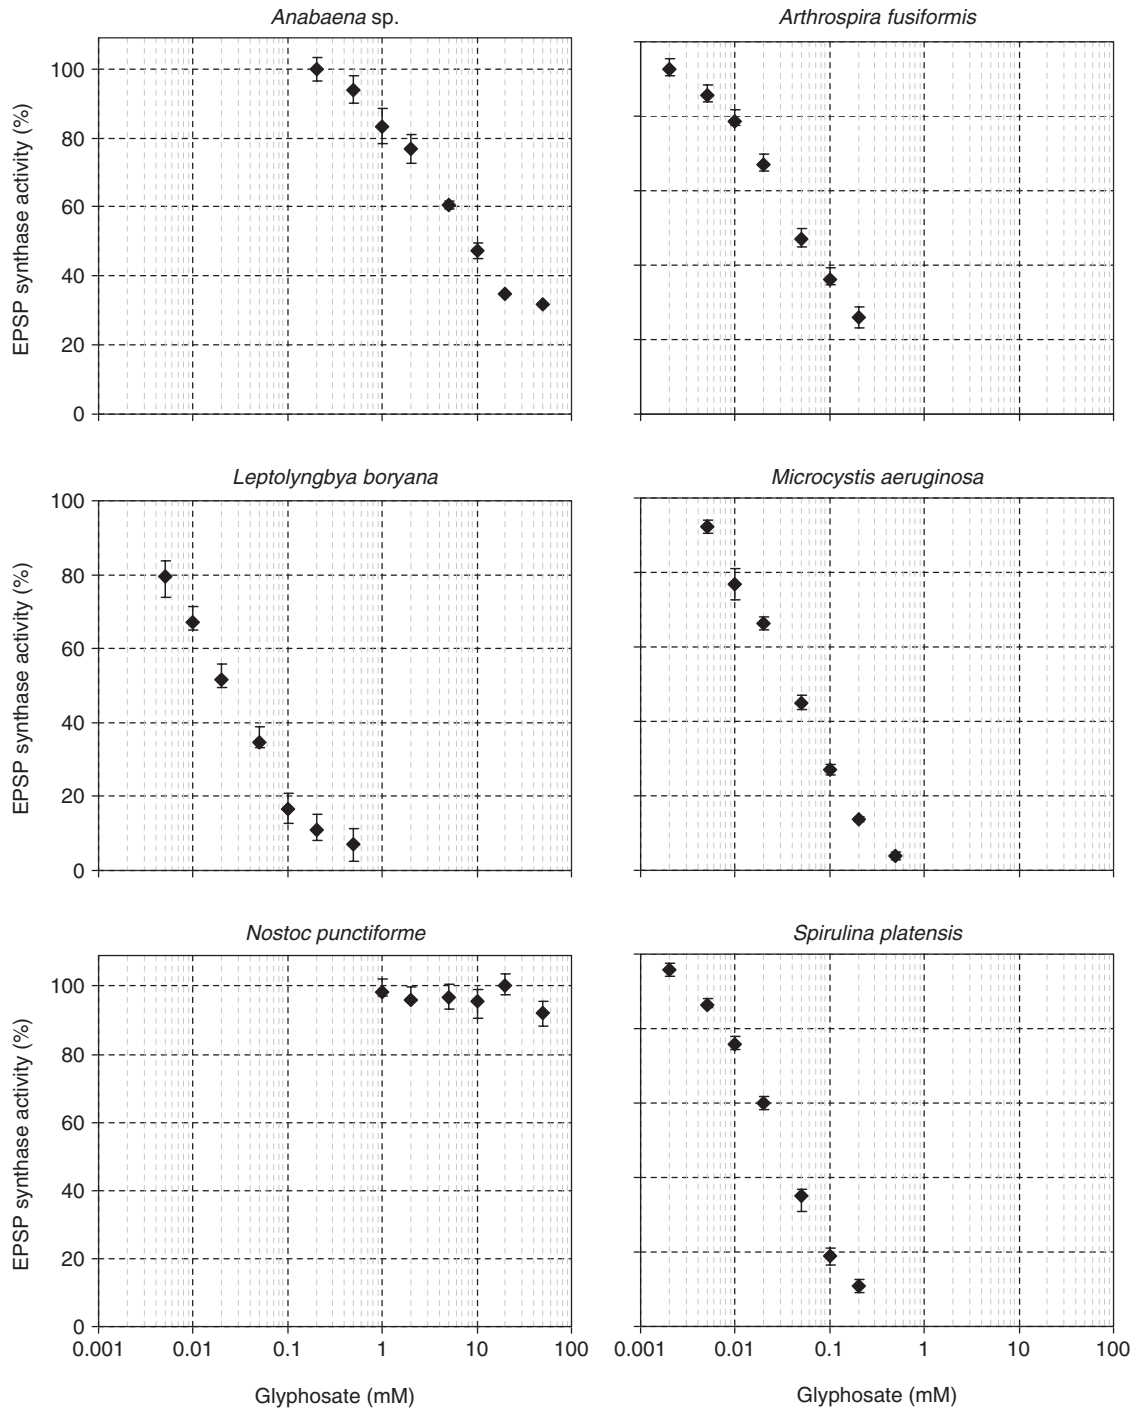 Anabaena sp.
Arthrospira fusiformis
EPSP synthase activity (%)
100
80
60
40
20
0
Leptolyngbya boryana
Microcystis aeruginosa
EPSP synthase activity (%)
100
80
60
40
20
0
Nostoc punctiforme
Spirulina platensis
EPSP synthase activity (%)
100
80
60
40
20
0
0.001 0.01 0.1 1 10 100
0.001 0.01 0.1 1 10 100
Glyphosate (mM)
Glyphosate (mM)